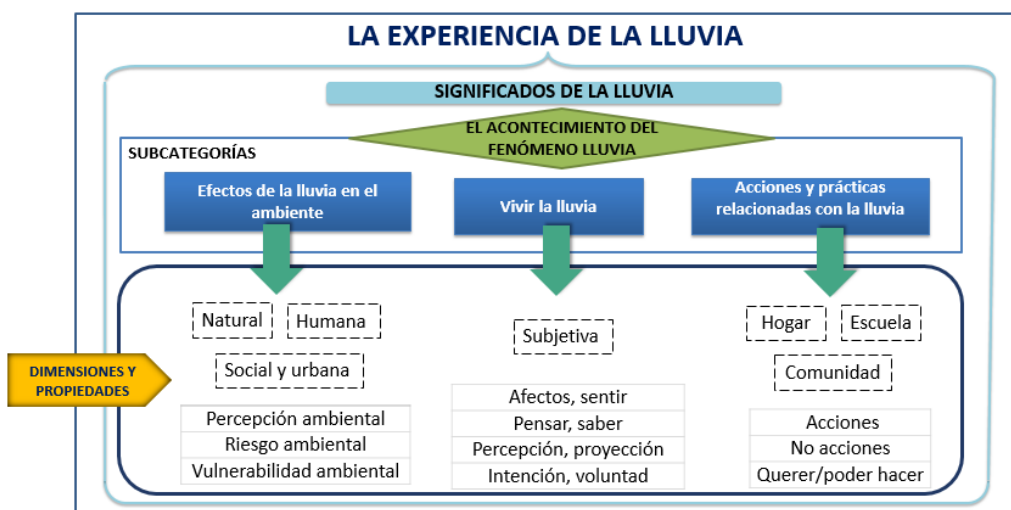 LA EXPERIENCIA DE LA LLUVIA
SIGNIFICADOS DE LA LLUVIA
EL ACONTECIMIENTO DEL
FENÓMENO LLUVIA
SUBCATEGORÍAS
Efectos de la lluvia en el
ambiente
Vivir la lluvia
Acciones y prácticas
relacionadas con la lluvia
DIMENSIONES Y
PROPIEDADES
Natural
Humana
Social y urbana
Percepción ambiental
Riesgo ambiental
Vulnerabilidad ambiental
Subjetiva
Afectos, sentir
Pensar, saber
Percepción, proyección
Intención, voluntad
Hogar
Escuela
Comunidad
Acciones
No acciones
Querer/poder hacer